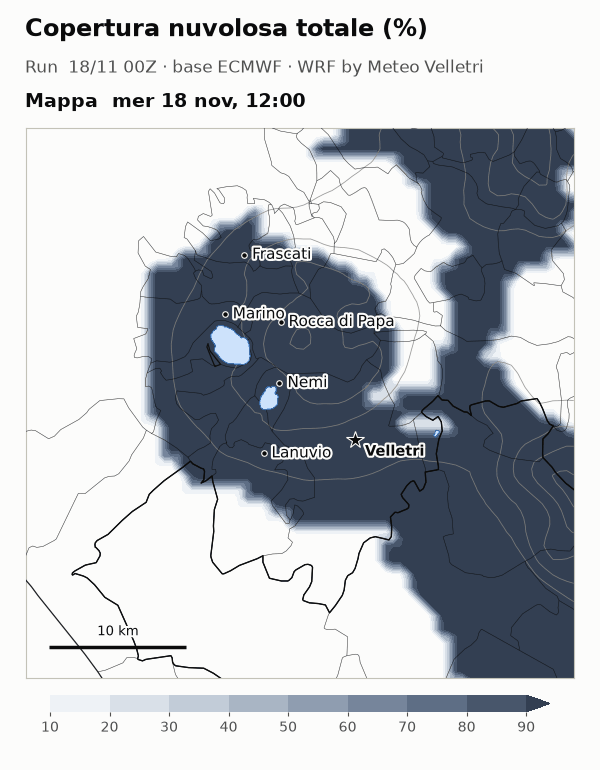 Copertura nuvolosa totale (%)
Run 18/11 00Z · base ECMWF · WRF by Meteo Velletri
Mappa mer 18 nov, 12:00
Frascati
Marino
Rocca di Papa
Nemi
Velletri
Lanuvio
10 km
10 20 30 40 50 60 70 80 90